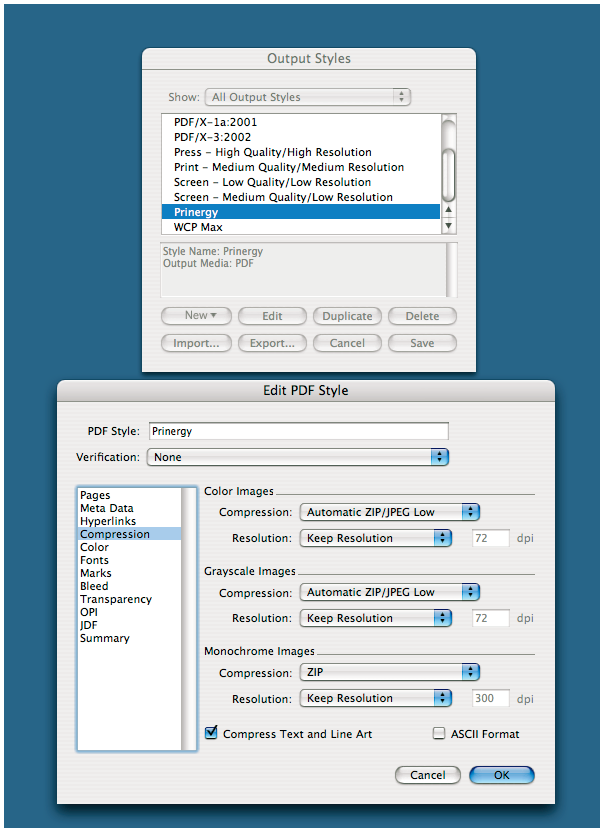 Output Styles
Show: All Output Styles
PDF/X-1a:2001
PDF/X-3:2002
Press - High Quality/High Resolution
Print - Medium Quality/Medium Resolution
Screen - Low Quality/Low Resolution
Screen - Medium Quality/Low Resolution
Prinergy
WCP Max
Style Name: Prinergy
Output Media: PDF
New Edit Duplicate Delete
Import... Export... Cancel Save
Edit PDF Style
PDF Style: Prinergy
Verification: None
Pages
Meta Data
Hyperlinks
Compression
Color
Fonts
Marks
Bleed
Transparency
OPI
JDF
Summary
Color Images
Compression: Automatic ZIP/JPEG Low
Resolution: Keep Resolution 72 dpi
Grayscale Images
Compression: Automatic ZIP/JPEG Low
Resolution: Keep Resolution 72 dpi
Monochrome Images
Compression: ZIP
Resolution: Keep Resolution 300 dpi
Compress Text and Line Art ASCII Format
Cancel OK